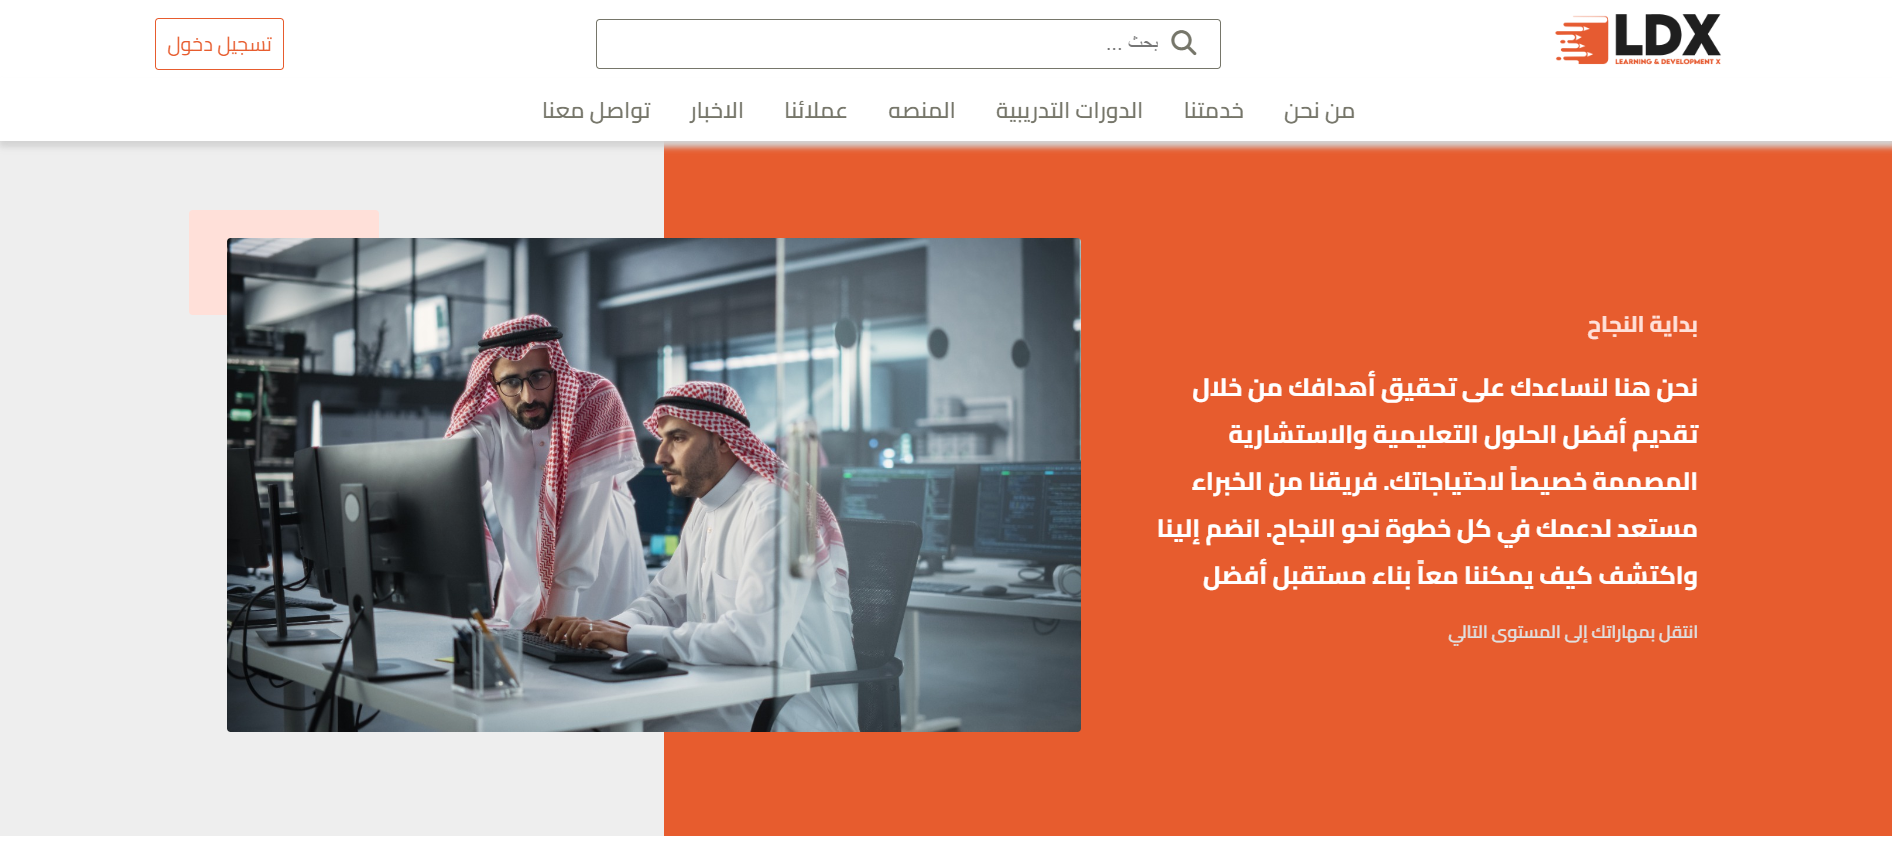 LDX
LEARNING & DEVELOPMENT X
بحث ...
تسجيل دخول
من نحن
خدمتنا
الدورات التدريبية
المنصه
عملائنا
الاخبار
تواصل معنا
بداية النجاح
نحن هنا لنساعدك على تحقيق أهدافك من خلال
تقديم أفضل الحلول التعليمية والاستشارية
المصممة خصيصاً لاحتياجاتك. فريقنا من الخبراء
مستعد لدعمك في كل خطوة نحو النجاح. انضم إلينا
واكتشف كيف يمكننا معاً بناء مستقبل أفضل
انتقل بمهاراتك إلى المستوى التالي